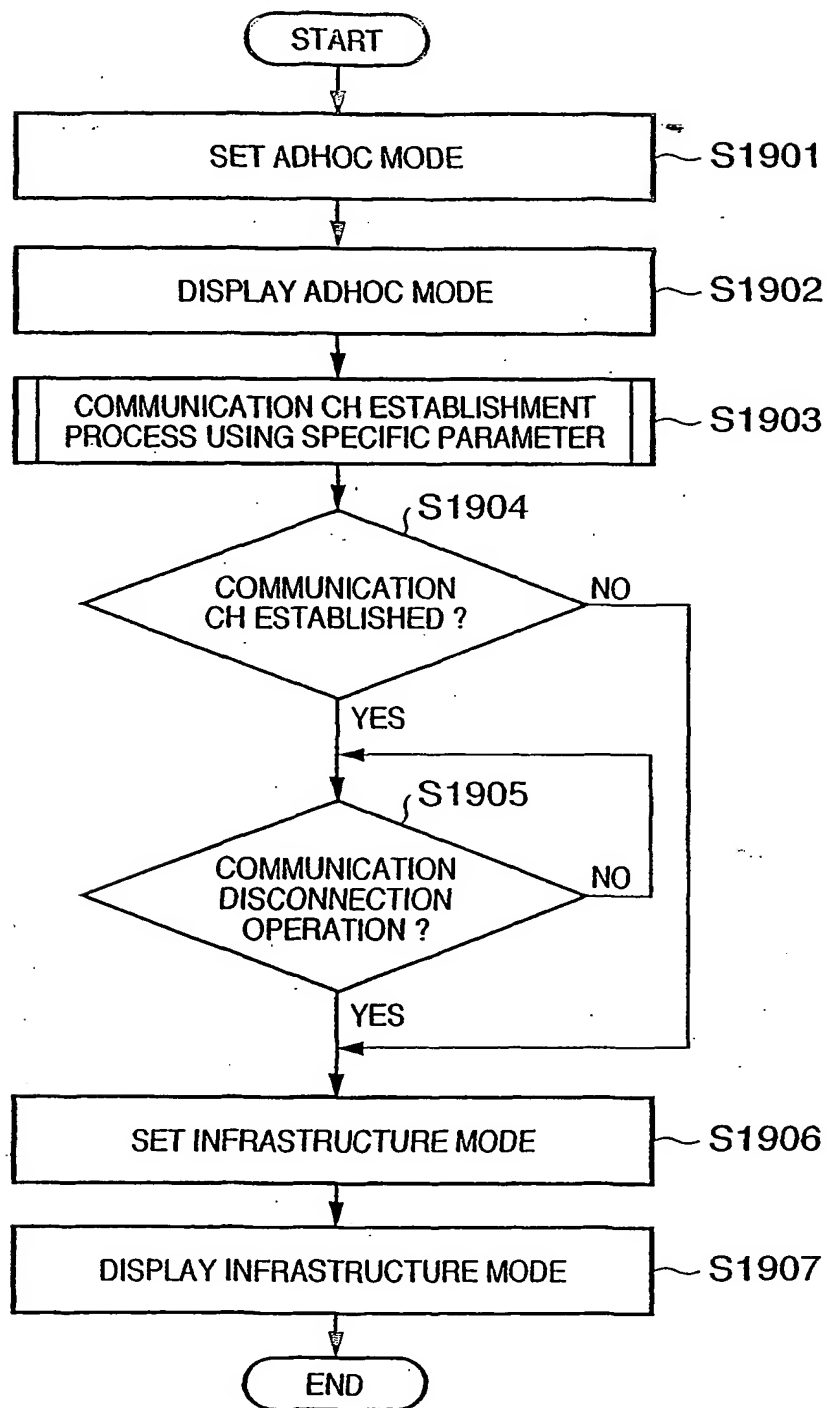 START
SET ADHOC MODE
S1901
DISPLAY ADHOC MODE
S1902
COMMUNICATION CH ESTABLISHMENT
PROCESS USING SPECIFIC PARAMETER
S1903
S1904
COMMUNICATION
CH ESTABLISHED ?
NO
YES
S1905
COMMUNICATION
DISCONNECTION
OPERATION ?
NO
YES
SET INFRASTRUCTURE MODE
S1906
DISPLAY INFRASTRUCTURE MODE
S1907
END